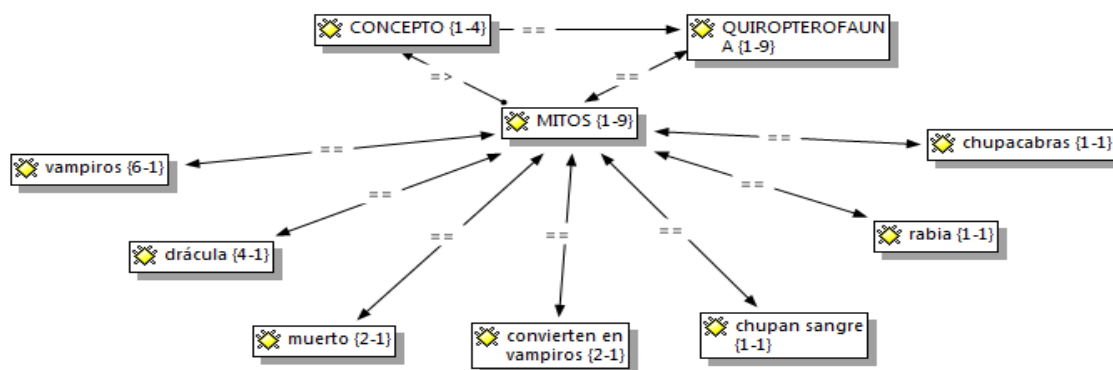 CONCEPTO {1-4}
==
QUIROPTEROFAUN
A {1-9}
=>
==
MITOS {1-9}
vampiros {6-1}
==
==
chupacabras {1-1}
drácula {4-1}
==
==
rabia {1-1}
==
==
==
muerto {2-1}
convierten en
vampiros {2-1}
chupan sangre
{1-1}